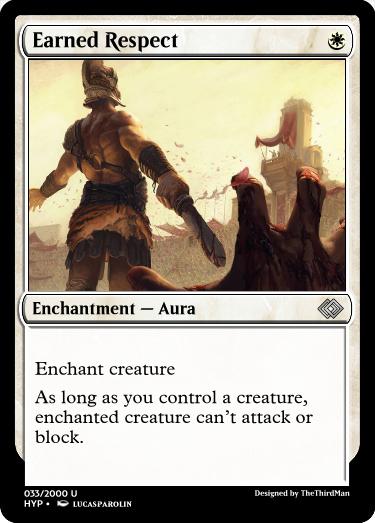 Earned Respect
Enchantment — Aura
Enchant creature
As long as you control a creature,
enchanted creature can't attack or
block.
033/2000 U
Designed by TheThirdMan
HYP • LUCASPAROLIN